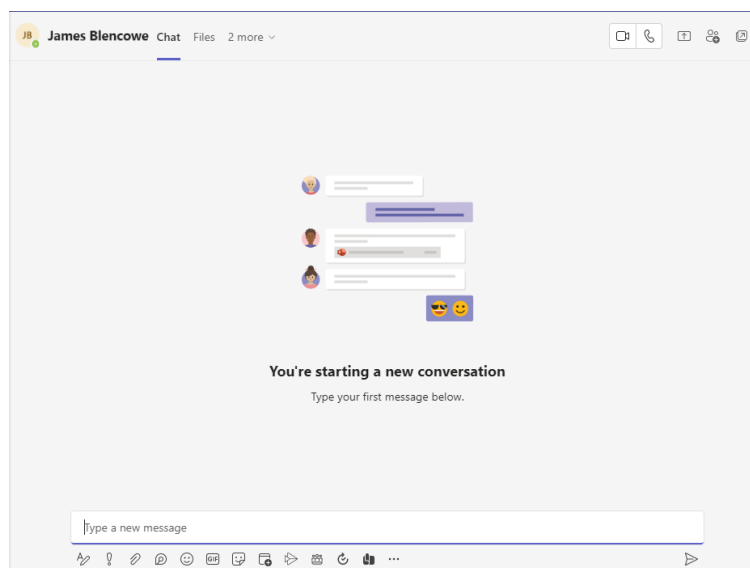 JB James Blencowe Chat Files 2 more
You're starting a new conversation
Type your first message below.
Type a new message
GIF